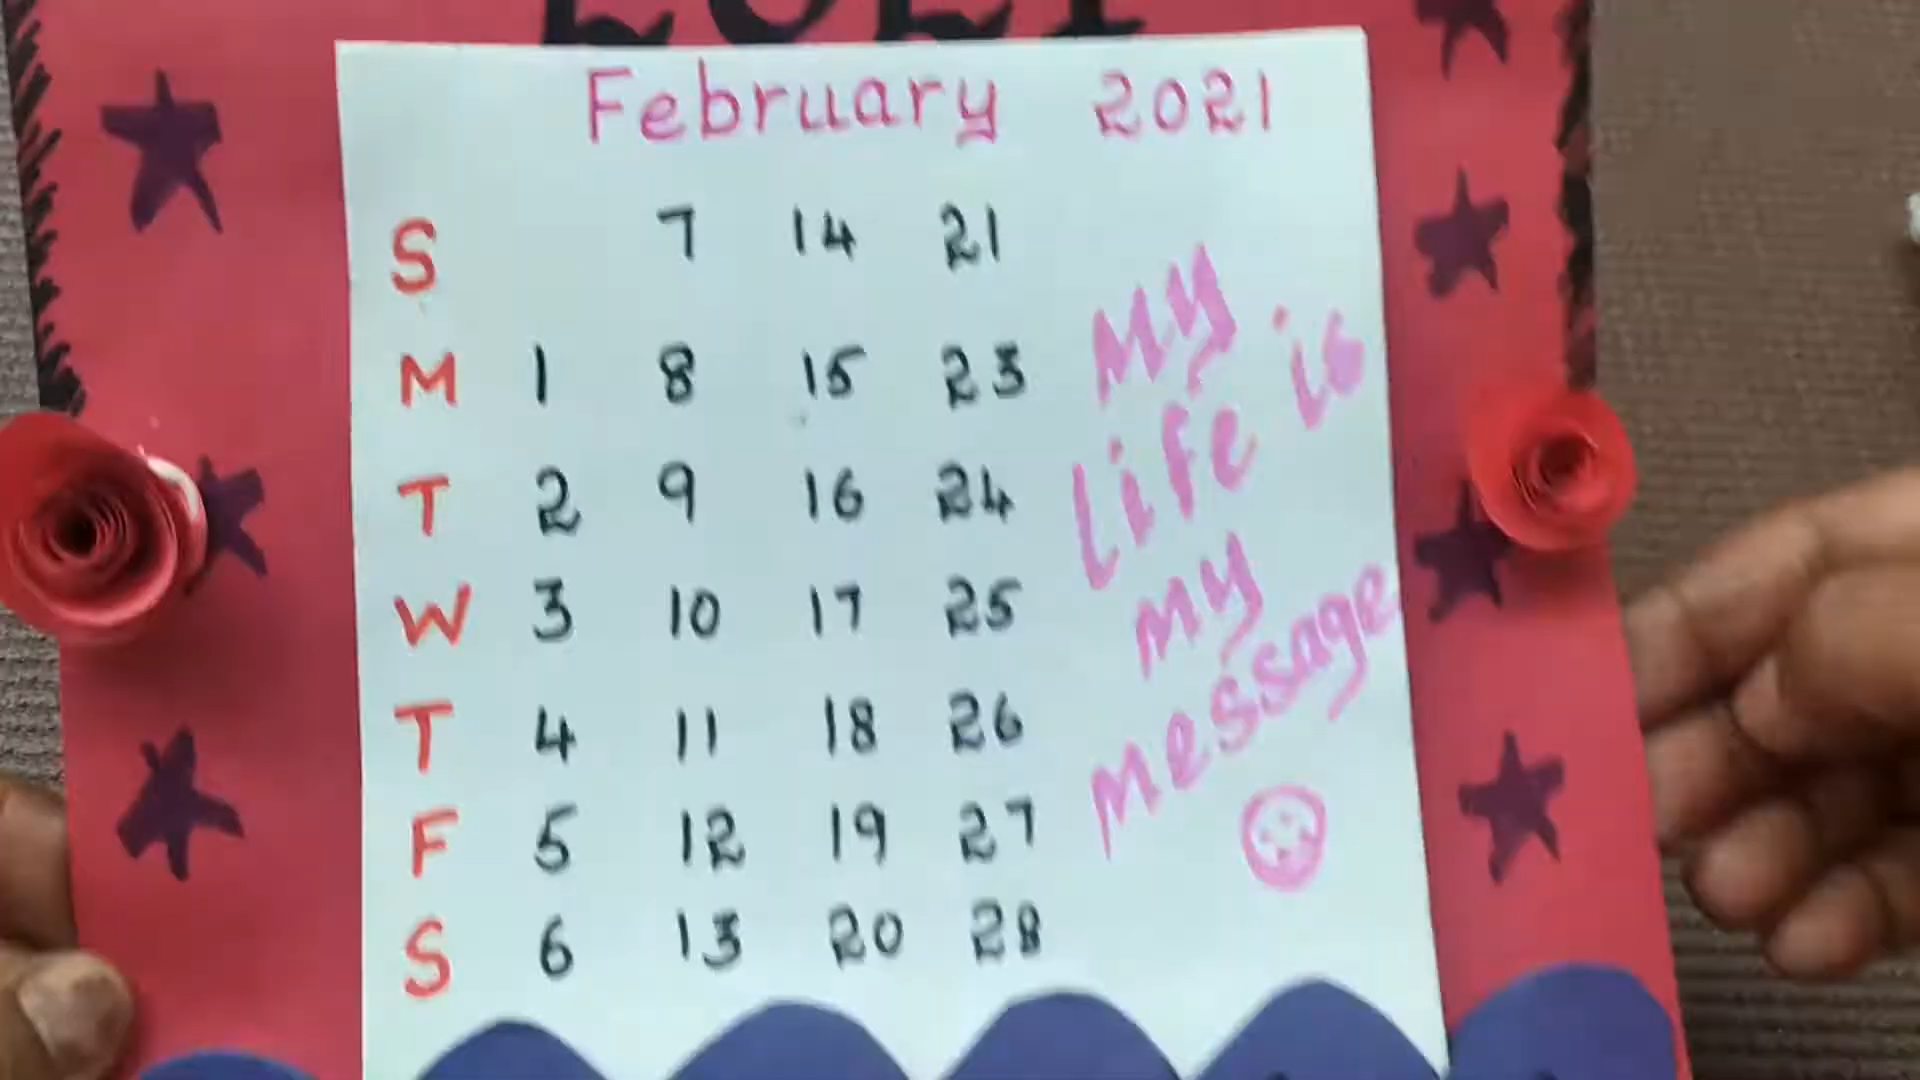 2021
February 2021
S 7 14 21
M 1 8 15 23
T 2 9 16 24
W 3 10 17 25
T 4 11 18 26
F 5 12 19 27
S 6 13 20 28
My
Life is
My
Message